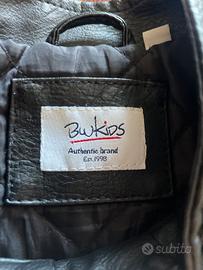 BWKIDS
Authentic brand
Est.1998
subito